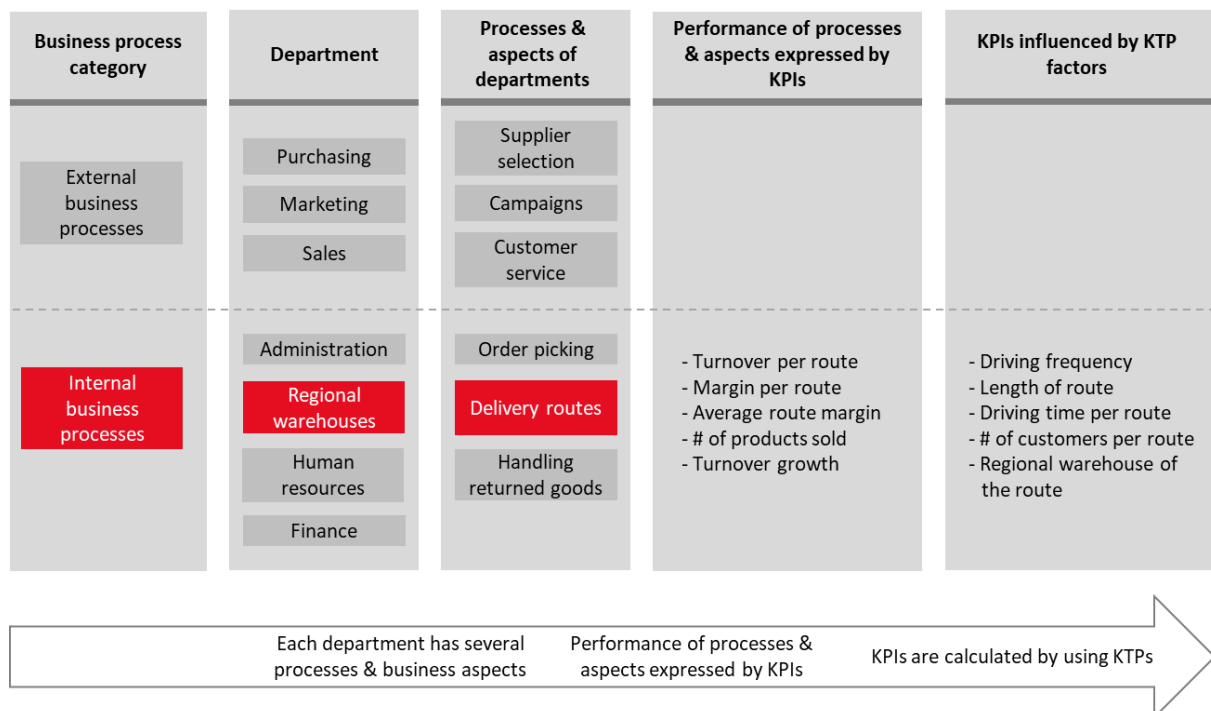 Business process
category
Department
Processes &
aspects of
departments
Performance of processes
& aspects expressed by
KPIs
KPIs influenced by KTP
factors
External
business
processes
Purchasing
Marketing
Sales
Supplier
selection
Campaigns
Customer
service
Internal
business
processes
Administration
Regional
warehouses
Human
resources
Finance
Order picking
Delivery routes
Handling
returned goods
- Turnover per route
- Margin per route
- Average route margin
- # of products sold
- Turnover growth
- Driving frequency
- Length of route
- Driving time per route
- # of customers per route
- Regional warehouse of
the route
Each department has several
processes & business aspects
Performance of processes &
aspects expressed by KPIs
KPIs are calculated by using KTPs